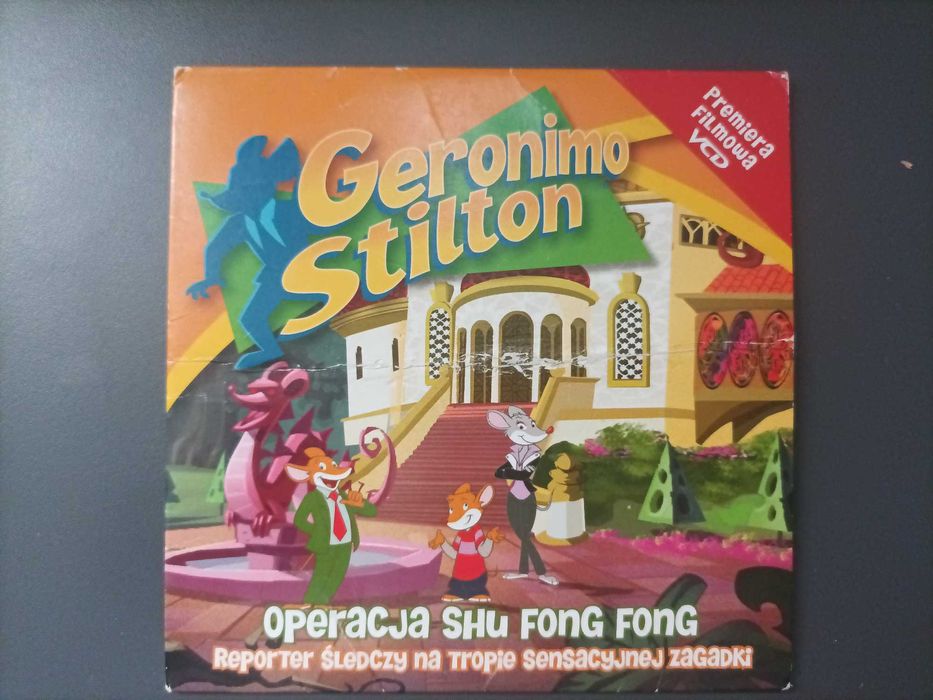 Premiera
Filmowa
VCD
Geronimo
Stilton
Operacja Shu Fong Fong
Reporter śledczy na tropie sensacyjnej zagadki